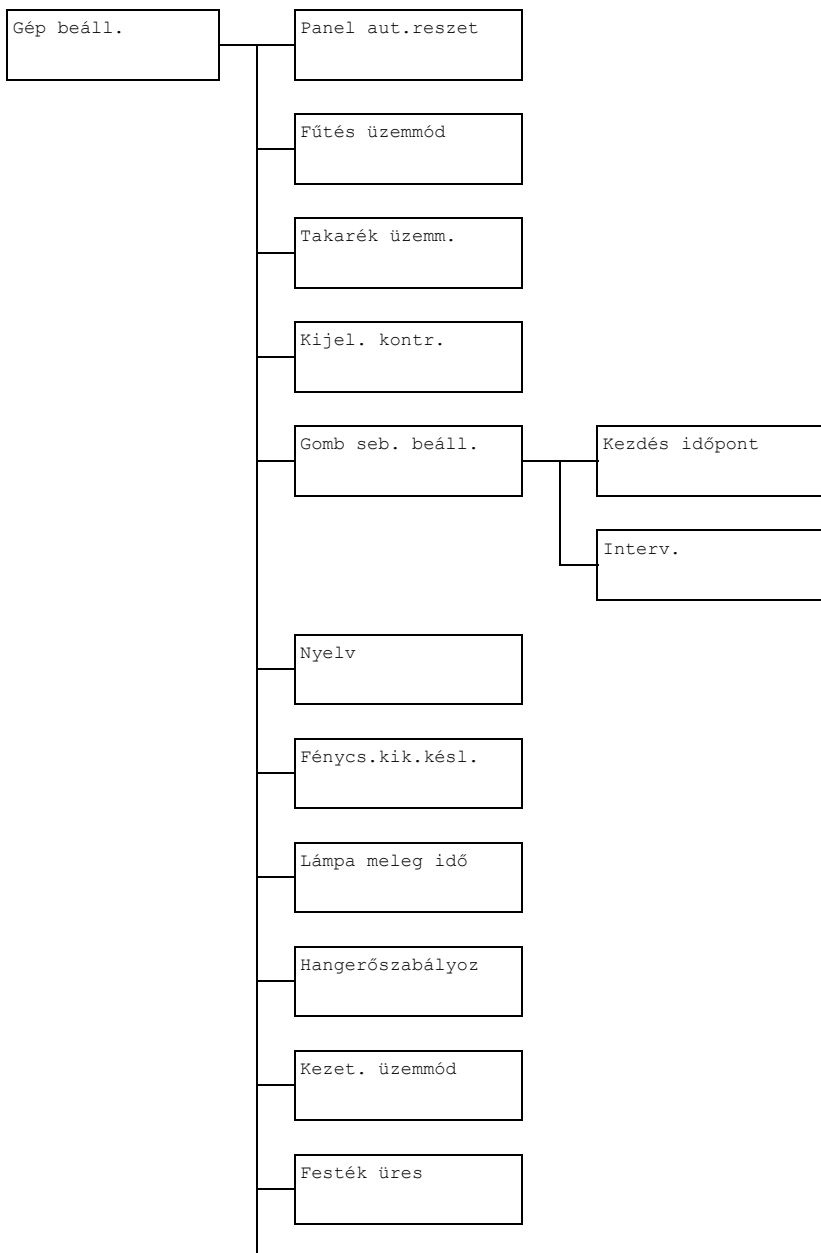 Gép beáll.
Panel aut.reszet
Fűtés üzemmód
Takarék üzemm.
Kijel. kontr.
Gomb seb. beáll.
Kezdés időpont
Interv.
Nyelv
Fénycs.kik.késl.
Lámpa meleg idő
Hangerőszabályoz
Kezet. üzemmód
Festék üres